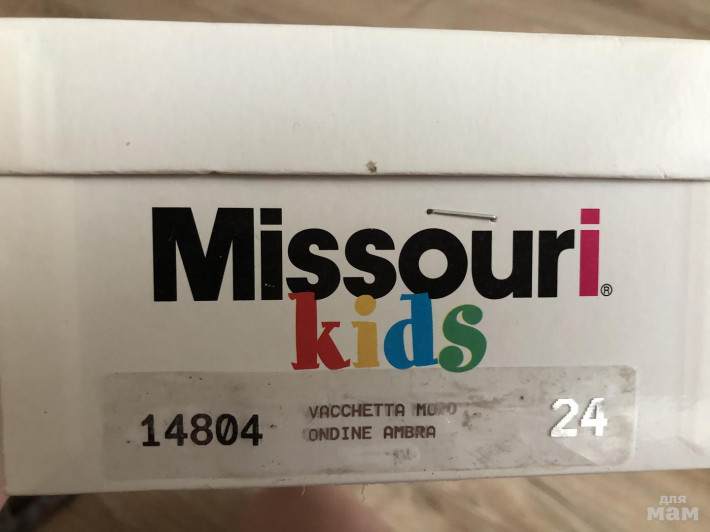 Missouri®
kids
14804
VACCHETTA MORO
ONDINE AMBRA
24
для
мам